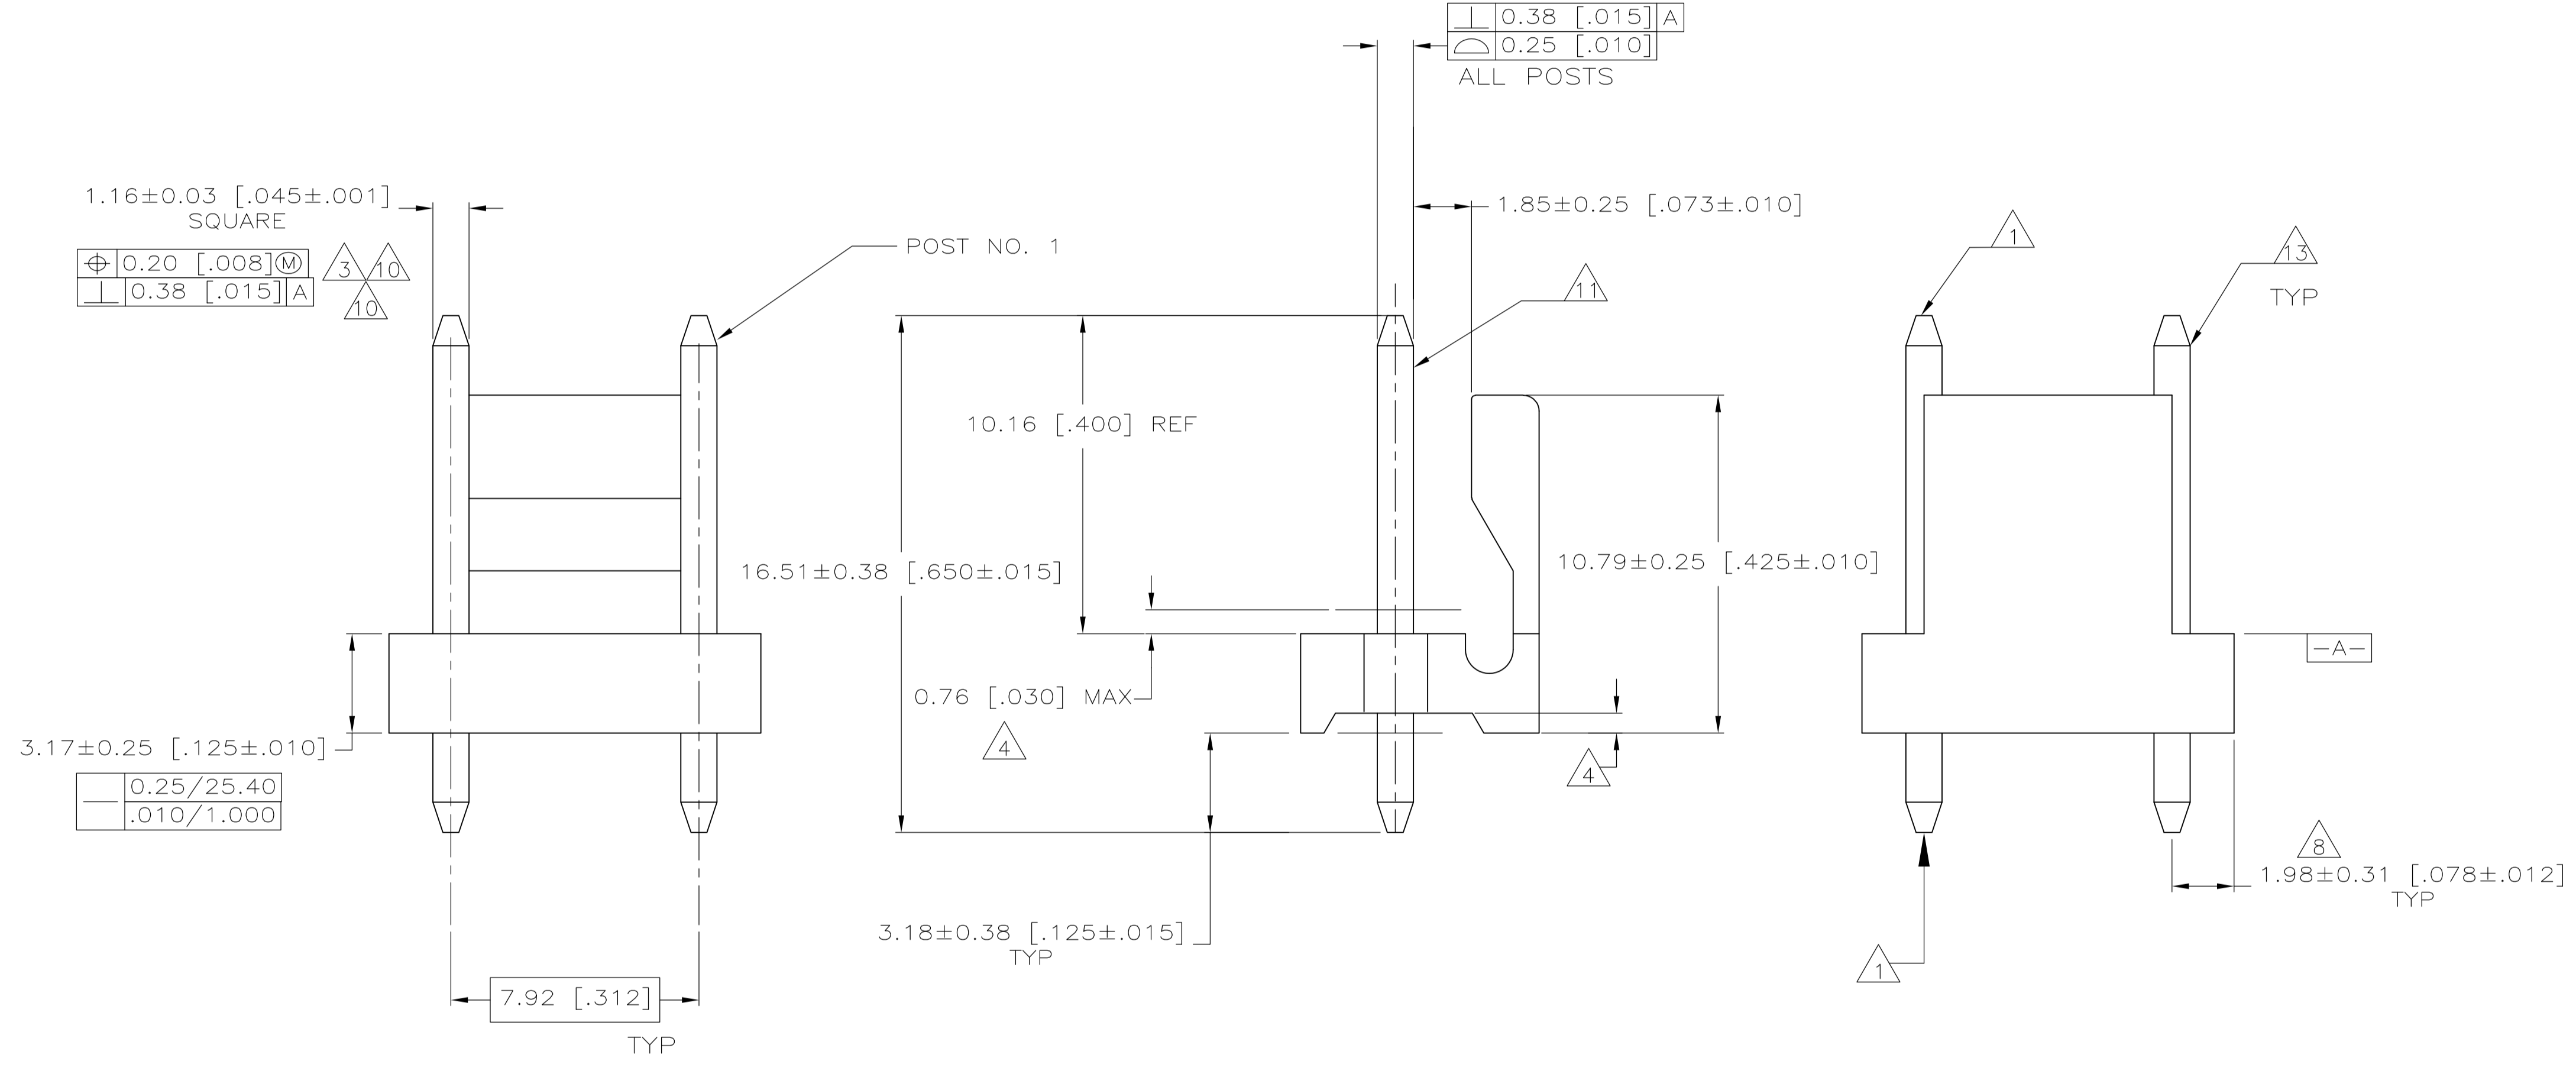 0.38 [.015] A
0.25 [.010]
ALL POSTS
1.16±0.03 [.045±.001]
SQUARE
0.20 [.008] Ⓜ
0.38 [.015] A
3
10
10
POST NO. 1
1.85±0.25 [.073±.010]
11
1
13
TYP
10.16 [.400] REF
16.51±0.38 [.650±.015]
10.79±0.25 [.425±.010]
0.76 [.030] MAX
4
4
-A-
3.17±0.25 [.125±.010]
0.25/25.40
.010/1.000
8
1.98±0.31 [.078±.012]
TYP
3.18±0.38 [.125±.015]
TYP
1
7.92 [.312]
TYP